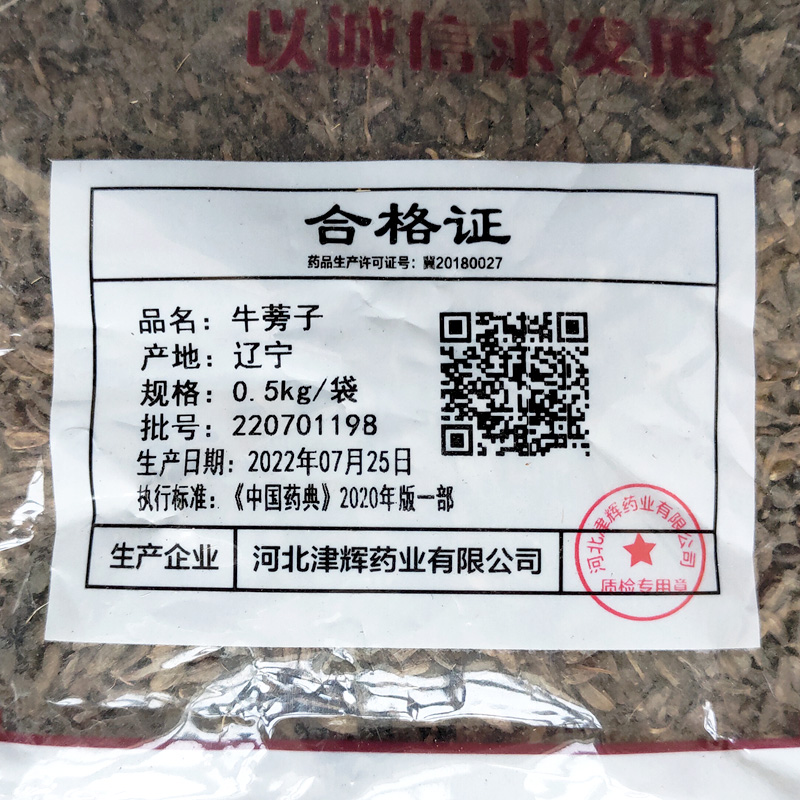 以诚信求发展
合格证
药品生产许可证号：冀20180027
品名：牛蒡子
产地：辽宁
规格：0.5kg/袋
批号：220701198
生产日期：2022年07月25日
执行标准：《中国药典》2020年版一部
生产企业 河北津辉药业有限公司
河北津辉药业有限公司
质检专用章